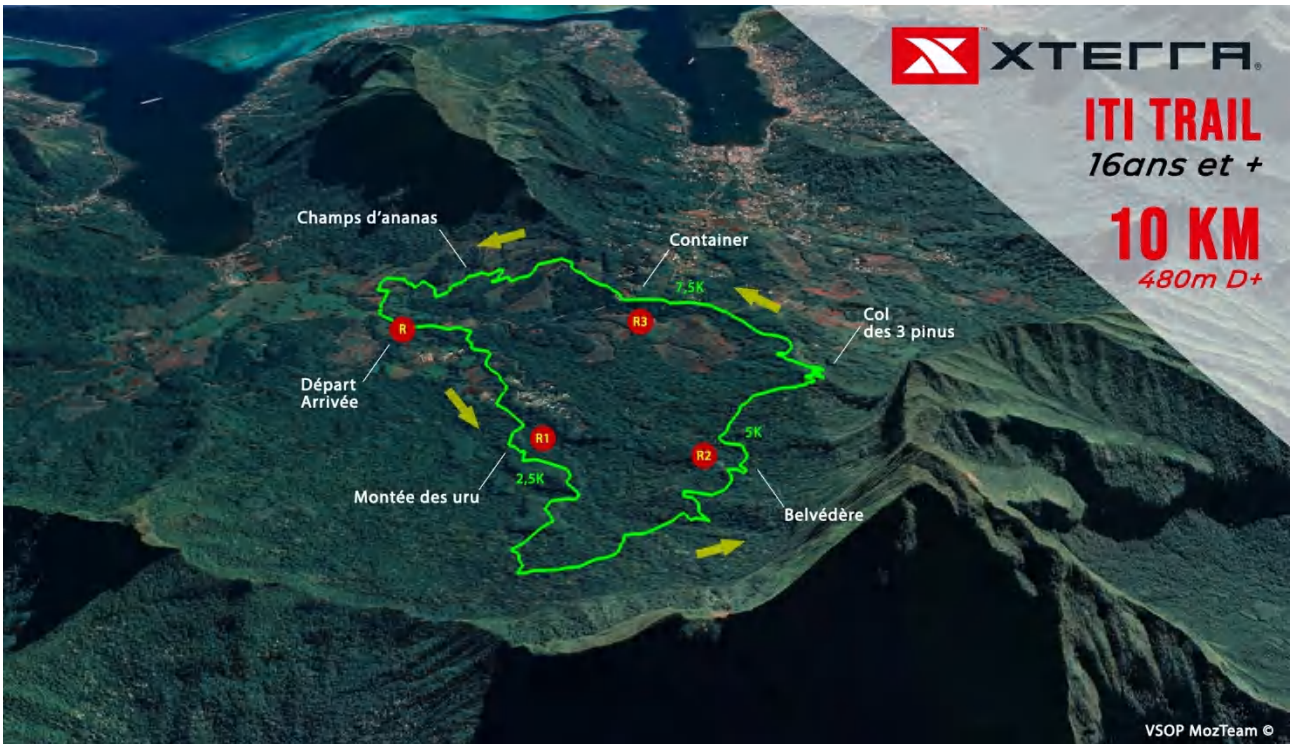 XTERRA
ITI TRAIL
16ans et +
10 KM
480m D+
Champs d'ananas
Container
7,5K
Col
des 3 pinus
R
R3
Départ
Arrivée
R1
R2
5K
2,5K
Montée des uru
Belvédère
VSOP MozTeam ©